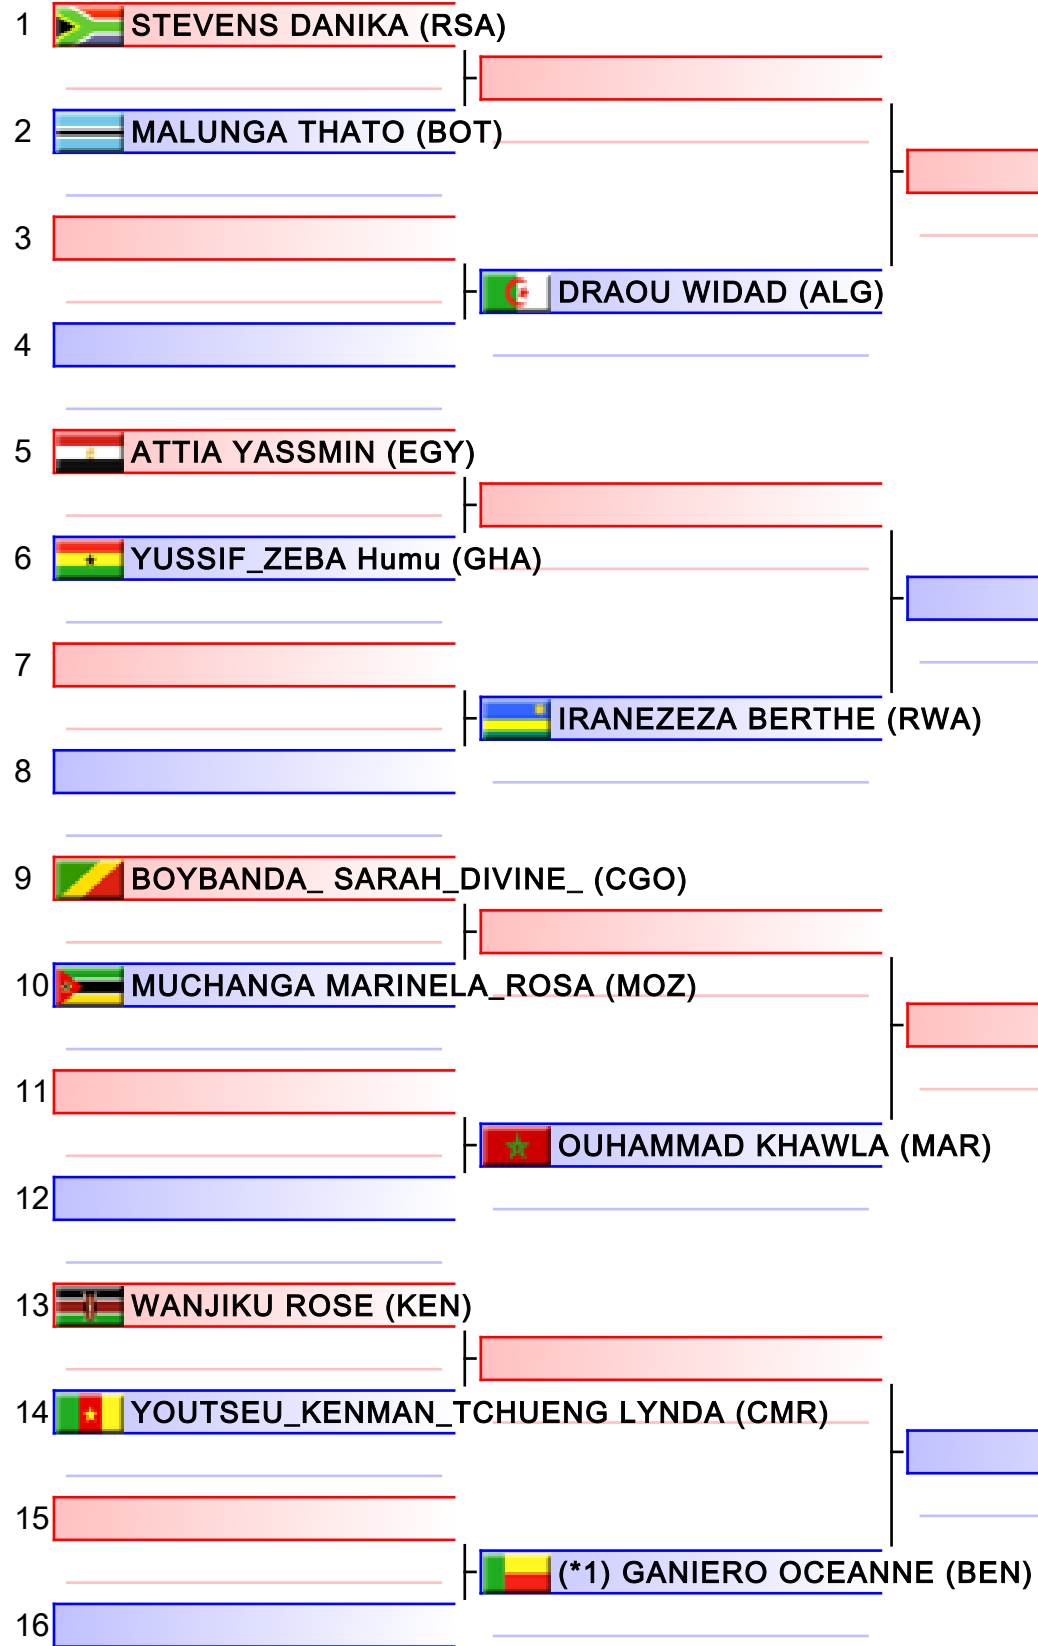 1 STEVENS DANIKA (RSA)
2 MALUNGA THATO (BOT)
3
DRAOU WIDAD (ALG)
4
5 ATTIA YASSMIN (EGY)
6 YUSSIF_ZEBA Humu (GHA)
7
IRANEZEZA BERTHE (RWA)
8
9 BOYBANDA_ SARAH_DIVINE_ (CGO)
10 MUCHANGA MARINELA_ROSA (MOZ)
11
OUHAMMAD KHAWLA (MAR)
12
13 WANJIKU ROSE (KEN)
14 YOUTSEU_KENMAN_TCHUENG LYNDA (CMR)
15
(*1) GANIERO OCEANNE (BEN)
16